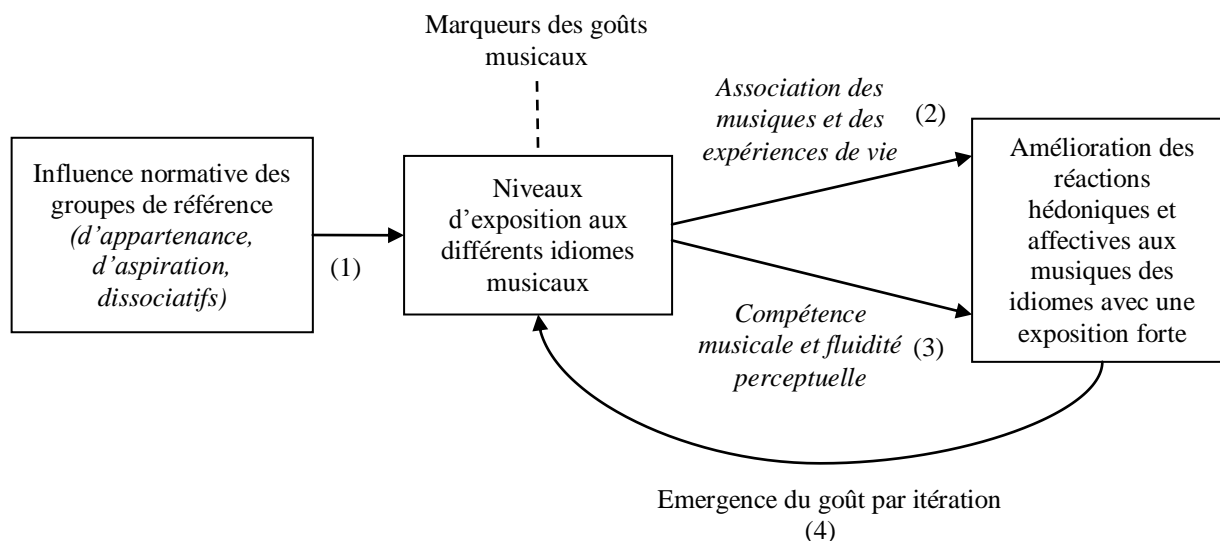 Marqueurs des goûts
musicaux
Influence normative des
groupes de référence
(d'appartenance,
d'aspiration,
dissociatifs)
(1)
Niveaux
d'exposition aux
différents idiomes
musicaux
Association des
musiques et des
expériences de vie
(2)
Compétence
musicale et fluidité
perceptuelle
(3)
Amélioration des
réactions
hédoniques et
affectives aux
musiques des
idiomes avec une
exposition forte
Emergence du goût par itération
(4)